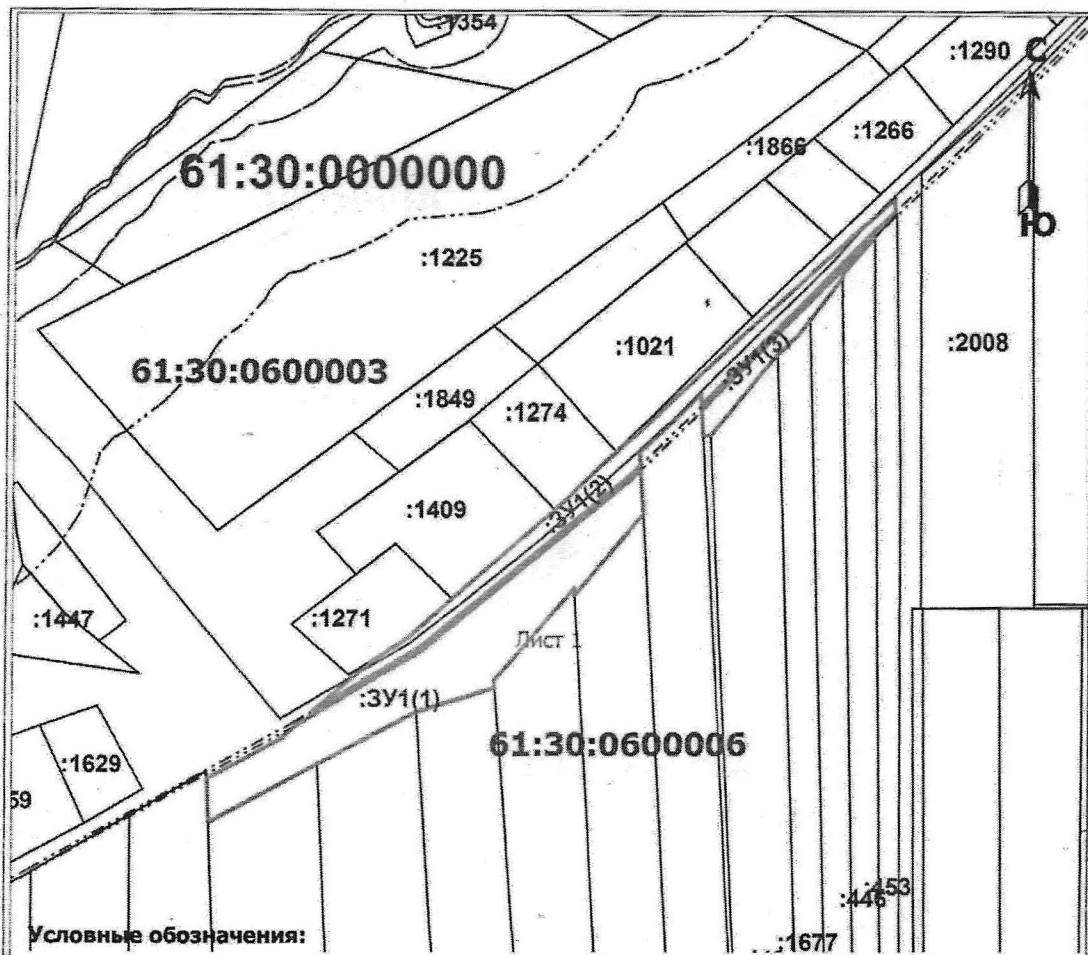 :1354
:1290
С
:1266
:1866
61:30:0000000
Ю
:1225
:1021
:2008
:ЗУ1(3)
61:30:0600003
:1849
:1274
:ЗУ1(2)
:1409
:1447
:1271
Лист 1
:ЗУ1(1)
61:30:0600006
:1629
59
:453
:446
:1677
Условные обозначения: